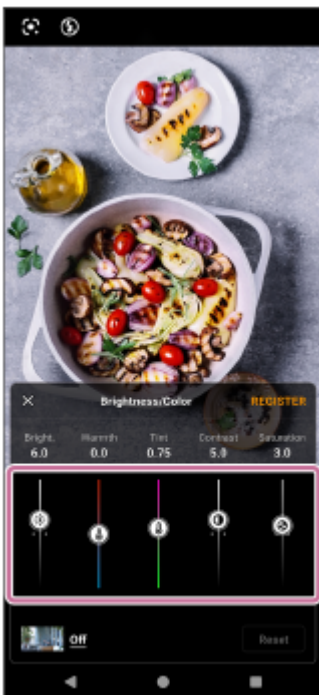 Brightness/Color REGISTER
Bright. Warmth Tint Contrast Saturation
6.0 0.0 0.75 5.0 3.0
Off Reset